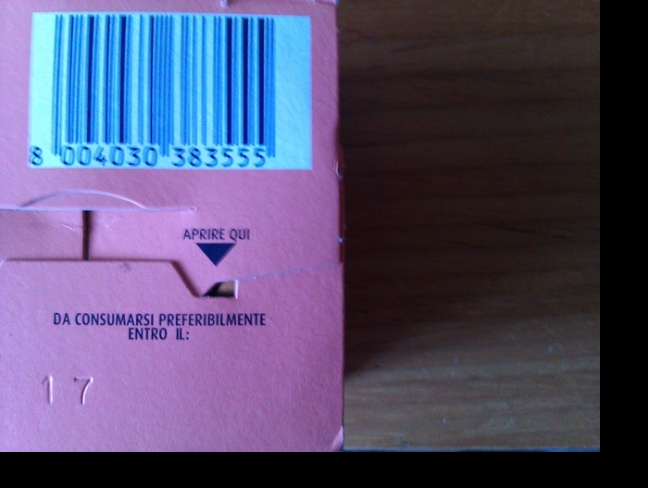 8 004030 383555
APRIRE QUI
DA CONSUMARSI PREFERIBILMENTE
ENTRO IL:
17